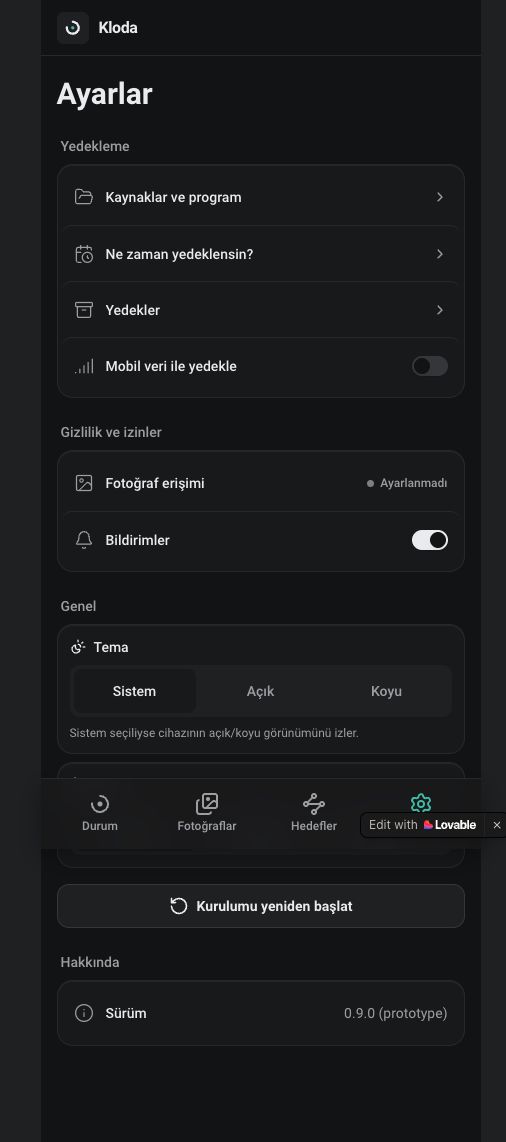 Kloda
Ayarlar
Yedekleme
Kaynaklar ve program
Ne zaman yedeklensin?
Yedekler
Mobil veri ile yedekle
Gizlilik ve izinler
Fotoğraf erişimi
Ayarlanmadı
Bildirimler
Genel
Tema
Sistem
Açık
Koyu
Sistem seçiliyse cihazının açık/koyu görünümünü izler.
Durum
Fotoğraflar
Hedefler
Edit with Lovable
Kurulumu yeniden başlat
Hakkında
Sürüm
0.9.0 (prototype)